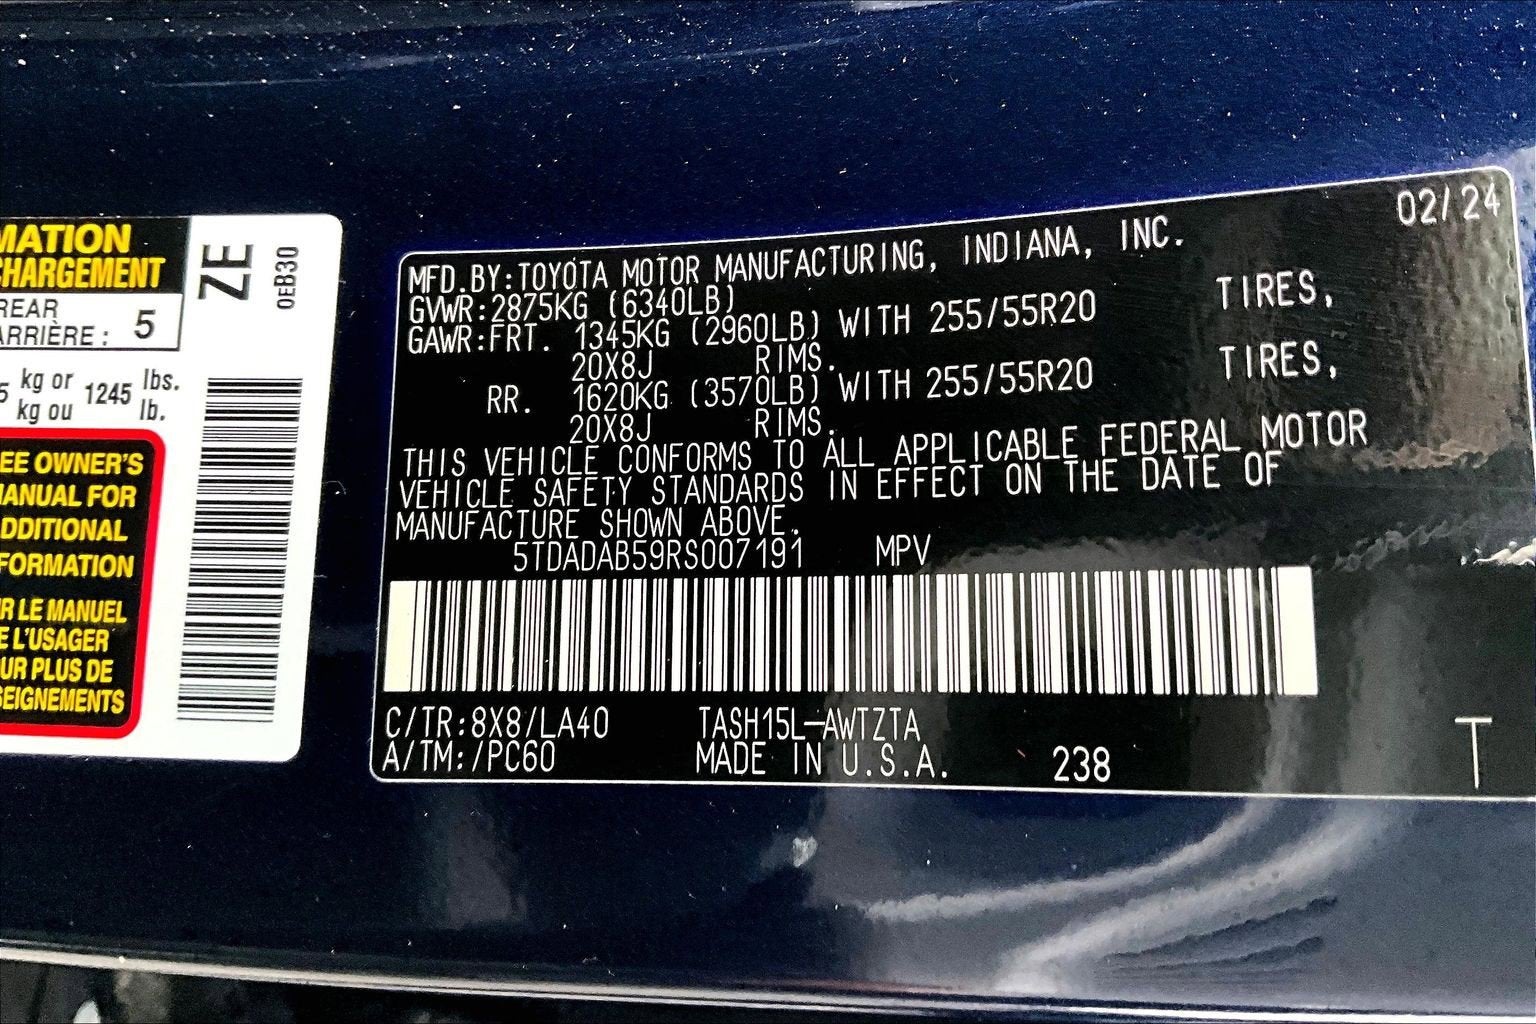 MATION
CHARGEMENT
REAR
ARRIÈRE : 5
5 kg or 1245 lbs.
kg ou lb.
EE OWNER'S
MANUAL FOR
DDITIONAL
FORMATION
R LE MANUEL
E L'USAGER
UR PLUS DE
SEIGNEMENTS
ZE
0EB30
02/24
MFD.BY:TOYOTA MOTOR MANUFACTURING, INDIANA, INC.
GVWR:2875KG (6340LB)
GAWR:FRT. 1345KG (2960LB) WITH 255/55R20 TIRES,
20X8J RIMS.
RR. 1620KG (3570LB) WITH 255/55R20 TIRES,
20X8J RIMS.
THIS VEHICLE CONFORMS TO ALL APPLICABLE FEDERAL MOTOR
VEHICLE SAFETY STANDARDS IN EFFECT ON THE DATE OF
MANUFACTURE SHOWN ABOVE.
5TDADAB59RS007191 MPV
C/TR:8X8/LA40 TASH15L-AWTZTA
A/TM:/PC60 MADE IN U.S.A. 238 T